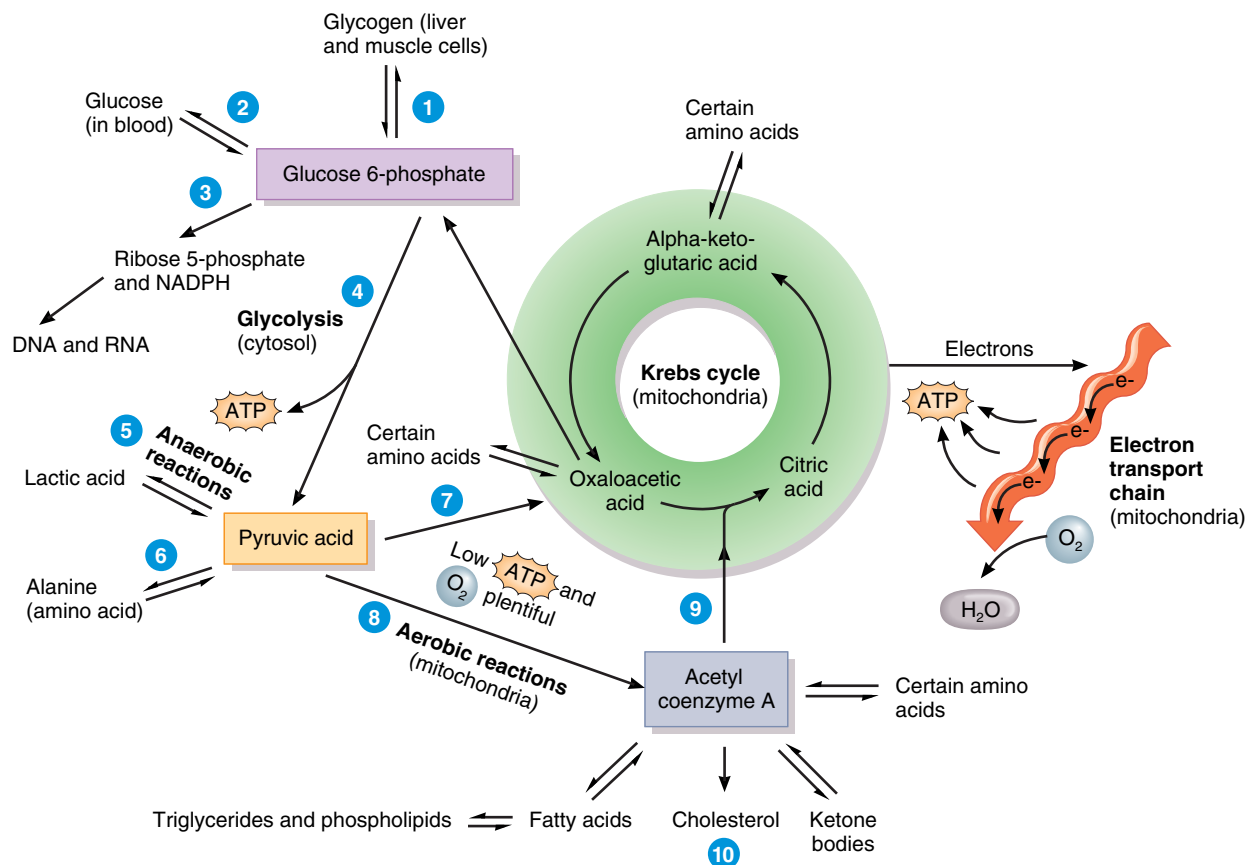 Glycogen (liver
and muscle cells)
1
2
Glucose
(in blood)
Glucose 6-phosphate
3
Ribose 5-phosphate
and NADPH
DNA and RNA
4
Glycolysis
(cytosol)
ATP
Certain
amino acids
Alpha-keto-
glutaric acid
Krebs cycle
(mitochondria)
Citric
acid
Oxaloacetic
acid
Certain
amino acids
Electrons
ATP
e-
e-
e-
Electron
transport
chain
(mitochondria)
O2
H2O
5
Anaerobic
reactions
Lactic acid
Pyruvic acid
6
Alanine
(amino acid)
7
Low ATP and
O2 plentiful
8
Aerobic reactions
(mitochondria)
9
Acetyl
coenzyme A
Certain amino
acids
Triglycerides and phospholipids
Fatty acids
Cholesterol
10
Ketone
bodies